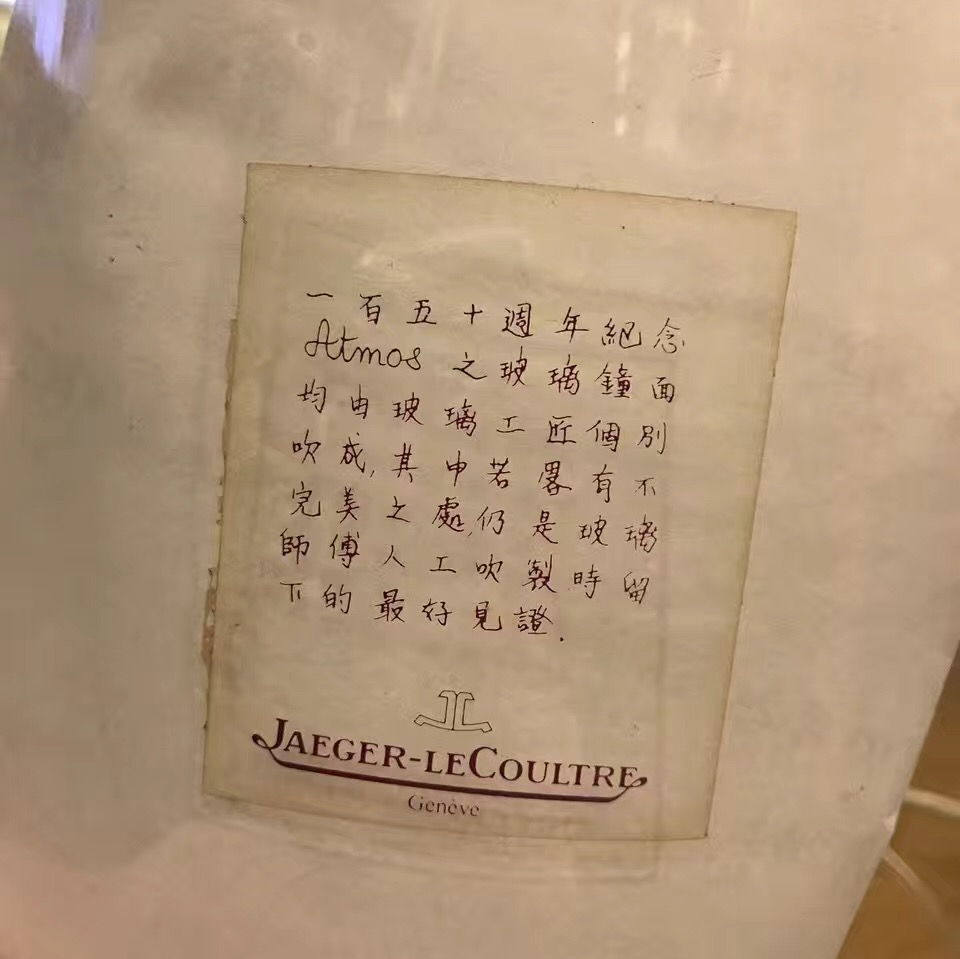 一百五十週年紀念
Atmos 之玻璃鐘面
均由玻璃工匠個別
吹成,其中若畧有不
完美之處,仍是玻璃
師傅人工吹製時留
下的最好見證.
JL
JAEGER-LECOULTRE
Genève